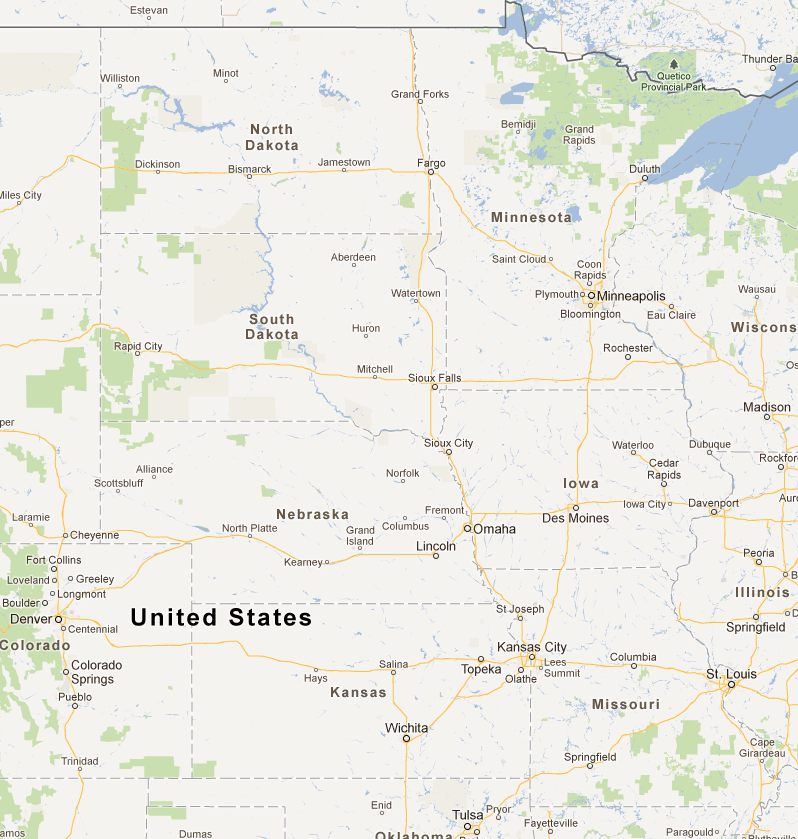 Estevan
Thunder Ba
Williston
Minot
Quetico
Provincial Park
Grand Forks
North
Dakota
Bemidji
Grand
Rapids
Dickinson
Bismarck
Jamestown
Fargo
Duluth
Miles City
Minnesota
Aberdeen
Saint Cloud
Coon
Rapids
Watertown
Plymouth
Minneapolis
Wausau
Bloomington
Eau Claire
South
Dakota
Huron
Wiscons
Rapid City
Rochester
Mitchell
Sioux Falls
Os
Madison
per
Sioux City
Waterloo
Dubuque
Alliance
Norfolk
Cedar
Rapids
Rockfor
Scottsbluff
Iowa
Nebraska
Fremont
Iowa City
Davenport
Auro
Laramie
Columbus
Des Moines
North Platte
Grand
Island
Omaha
Cheyenne
Lincoln
Peoria
Fort Collins
Kearney
B
Loveland
Greeley
Longmont
Illinois
Boulder
St Joseph
United States
Denver
D
Centennial
Springfield
Colorado
Kansas City
Columbia
Colorado
Springs
Salina
Topeka
Lees
Summit
Hays
Olathe
St. Louis
Pueblo
Kansas
Missouri
Wichita
Cape
Girardeau
Trinidad
Springfield
Enid
Pryor
Tulsa
Fayetteville
amos
Dumas
Oklahoma
Paragould
Blytheville